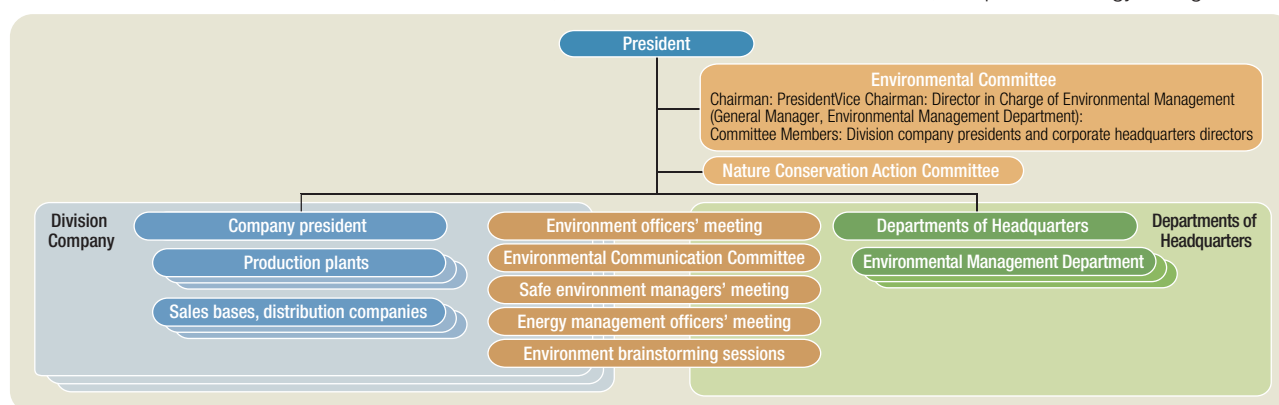 President
Environmental Committee
Chairman: PresidentVice Chairman: Director in Charge of Environmental Management
(General Manager, Environmental Management Department):
Committee Members: Division company presidents and corporate headquarters directors
Nature Conservation Action Committee
Division
Company
Company president
Production plants
Sales bases, distribution companies
Environment officers’ meeting
Environmental Communication Committee
Safe environment managers’ meeting
Energy management officers’ meeting
Environment brainstorming sessions
Departments of Headquarters
Environmental Management Department
Departments of
Headquarters